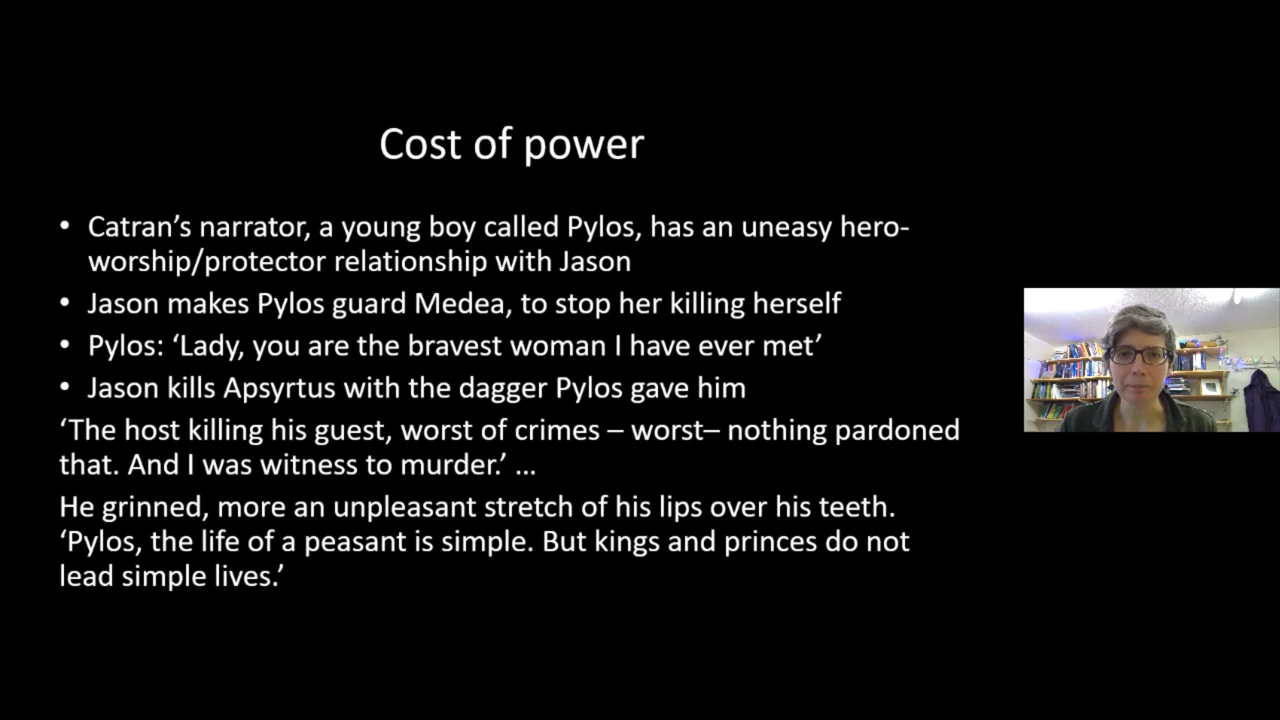 Cost of power
• Catran’s narrator, a young boy called Pylos, has an uneasy hero-
worship/protector relationship with Jason
• Jason makes Pylos guard Medea, to stop her killing herself
• Pylos: ‘Lady, you are the bravest woman I have ever met’
• Jason kills Apsyrtus with the dagger Pylos gave him
‘The host killing his guest, worst of crimes – worst– nothing pardoned
that. And I was witness to murder.’ …
He grinned, more an unpleasant stretch of his lips over his teeth.
‘Pylos, the life of a peasant is simple. But kings and princes do not
lead simple lives.’